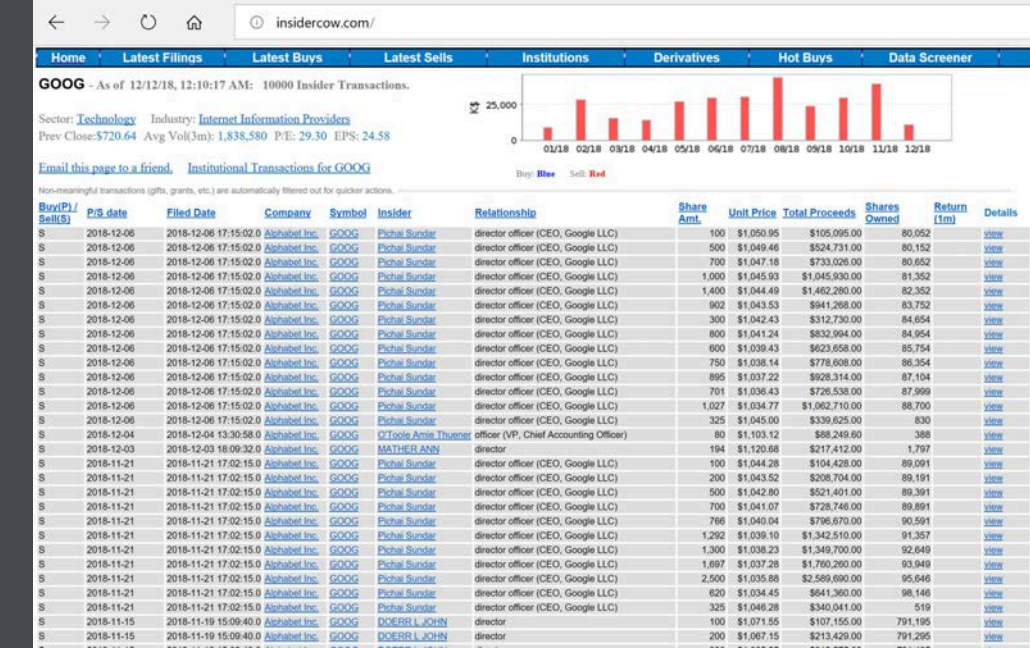 insidercow.com/
Home Latest Filings Latest Buys Latest Sells Institutions Derivatives Hot Buys Data Screener
GOOG - As of 12/12/18, 12:10:17 AM: 10000 Insider Transactions.
Sector: Technology Industry: Internet Information Providers
Prev Close:$720.64 Avg Vol(3m): 1,838,580 P/E: 29.30 EPS: 24.58
Email this page to a friend. Institutional Transactions for GOOG
K$
25,000
0
01/18 02/18 03/18 04/18 05/18 06/18 07/18 08/18 09/18 10/18 11/18 12/18
Buy: Blue Sell: Red
Non-meaningful transactions (gifts, grants, etc.) are automatically filtered out for quicker actions.
Buy(P) / Sell(S) P/S date Filed Date Company Symbol Insider Relationship Share Amt. Unit Price Total Proceeds Shares Owned Return (1m) Details
S 2018-12-06 2018-12-06 17:15:02.0 Alphabet Inc. GOOG Pichai Sundar director officer (CEO, Google LLC) 100 $1,050.95 $105,095.00 80,052 view
S 2018-12-06 2018-12-06 17:15:02.0 Alphabet Inc. GOOG Pichai Sundar director officer (CEO, Google LLC) 500 $1,049.46 $524,731.00 80,152 view
S 2018-12-06 2018-12-06 17:15:02.0 Alphabet Inc. GOOG Pichai Sundar director officer (CEO, Google LLC) 700 $1,047.18 $733,026.00 80,652 view
S 2018-12-06 2018-12-06 17:15:02.0 Alphabet Inc. GOOG Pichai Sundar director officer (CEO, Google LLC) 1,000 $1,045.93 $1,045,930.00 81,352 view
S 2018-12-06 2018-12-06 17:15:02.0 Alphabet Inc. GOOG Pichai Sundar director officer (CEO, Google LLC) 1,400 $1,044.49 $1,462,280.00 82,352 view
S 2018-12-06 2018-12-06 17:15:02.0 Alphabet Inc. GOOG Pichai Sundar director officer (CEO, Google LLC) 902 $1,043.53 $941,268.00 83,752 view
S 2018-12-06 2018-12-06 17:15:02.0 Alphabet Inc. GOOG Pichai Sundar director officer (CEO, Google LLC) 300 $1,042.43 $312,730.00 84,654 view
S 2018-12-06 2018-12-06 17:15:02.0 Alphabet Inc. GOOG Pichai Sundar director officer (CEO, Google LLC) 800 $1,041.24 $832,994.00 84,954 view
S 2018-12-06 2018-12-06 17:15:02.0 Alphabet Inc. GOOG Pichai Sundar director officer (CEO, Google LLC) 600 $1,039.43 $623,658.00 85,754 view
S 2018-12-06 2018-12-06 17:15:02.0 Alphabet Inc. GOOG Pichai Sundar director officer (CEO, Google LLC) 750 $1,038.14 $778,608.00 86,354 view
S 2018-12-06 2018-12-06 17:15:02.0 Alphabet Inc. GOOG Pichai Sundar director officer (CEO, Google LLC) 895 $1,037.22 $928,314.00 87,104 view
S 2018-12-06 2018-12-06 17:15:02.0 Alphabet Inc. GOOG Pichai Sundar director officer (CEO, Google LLC) 701 $1,036.43 $726,538.00 87,999 view
S 2018-12-06 2018-12-06 17:15:02.0 Alphabet Inc. GOOG Pichai Sundar director officer (CEO, Google LLC) 1,027 $1,034.77 $1,062,710.00 88,700 view
S 2018-12-06 2018-12-06 17:15:02.0 Alphabet Inc. GOOG Pichai Sundar director officer (CEO, Google LLC) 325 $1,045.00 $339,625.00 830 view
S 2018-12-04 2018-12-04 13:30:58.0 Alphabet Inc. GOOG O'Toole Amie Thuener officer (VP, Chief Accounting Officer) 80 $1,103.12 $88,249.60 388 view
S 2018-12-03 2018-12-03 18:09:32.0 Alphabet Inc. GOOG MATHER ANN director 194 $1,120.68 $217,412.00 1,797 view
S 2018-11-21 2018-11-21 17:02:15.0 Alphabet Inc. GOOG Pichai Sundar director officer (CEO, Google LLC) 100 $1,044.28 $104,428.00 89,091 view
S 2018-11-21 2018-11-21 17:02:15.0 Alphabet Inc. GOOG Pichai Sundar director officer (CEO, Google LLC) 200 $1,043.52 $208,704.00 89,191 view
S 2018-11-21 2018-11-21 17:02:15.0 Alphabet Inc. GOOG Pichai Sundar director officer (CEO, Google LLC) 500 $1,042.80 $521,401.00 89,391 view
S 2018-11-21 2018-11-21 17:02:15.0 Alphabet Inc. GOOG Pichai Sundar director officer (CEO, Google LLC) 700 $1,041.07 $728,746.00 89,891 view
S 2018-11-21 2018-11-21 17:02:15.0 Alphabet Inc. GOOG Pichai Sundar director officer (CEO, Google LLC) 766 $1,040.04 $796,670.00 90,591 view
S 2018-11-21 2018-11-21 17:02:15.0 Alphabet Inc. GOOG Pichai Sundar director officer (CEO, Google LLC) 1,292 $1,039.10 $1,342,510.00 91,357 view
S 2018-11-21 2018-11-21 17:02:15.0 Alphabet Inc. GOOG Pichai Sundar director officer (CEO, Google LLC) 1,300 $1,038.23 $1,349,700.00 92,649 view
S 2018-11-21 2018-11-21 17:02:15.0 Alphabet Inc. GOOG Pichai Sundar director officer (CEO, Google LLC) 1,697 $1,037.28 $1,760,260.00 93,949 view
S 2018-11-21 2018-11-21 17:02:15.0 Alphabet Inc. GOOG Pichai Sundar director officer (CEO, Google LLC) 2,500 $1,035.88 $2,589,690.00 95,646 view
S 2018-11-21 2018-11-21 17:02:15.0 Alphabet Inc. GOOG Pichai Sundar director officer (CEO, Google LLC) 620 $1,034.45 $641,360.00 98,146 view
S 2018-11-21 2018-11-21 17:02:15.0 Alphabet Inc. GOOG Pichai Sundar director officer (CEO, Google LLC) 325 $1,046.28 $340,041.00 519 view
S 2018-11-15 2018-11-19 15:09:40.0 Alphabet Inc. GOOG DOERR L JOHN director 100 $1,071.55 $107,155.00 791,195 view
S 2018-11-15 2018-11-19 15:09:40.0 Alphabet Inc. GOOG DOERR L JOHN director 200 $1,067.15 $213,429.00 791,295 view